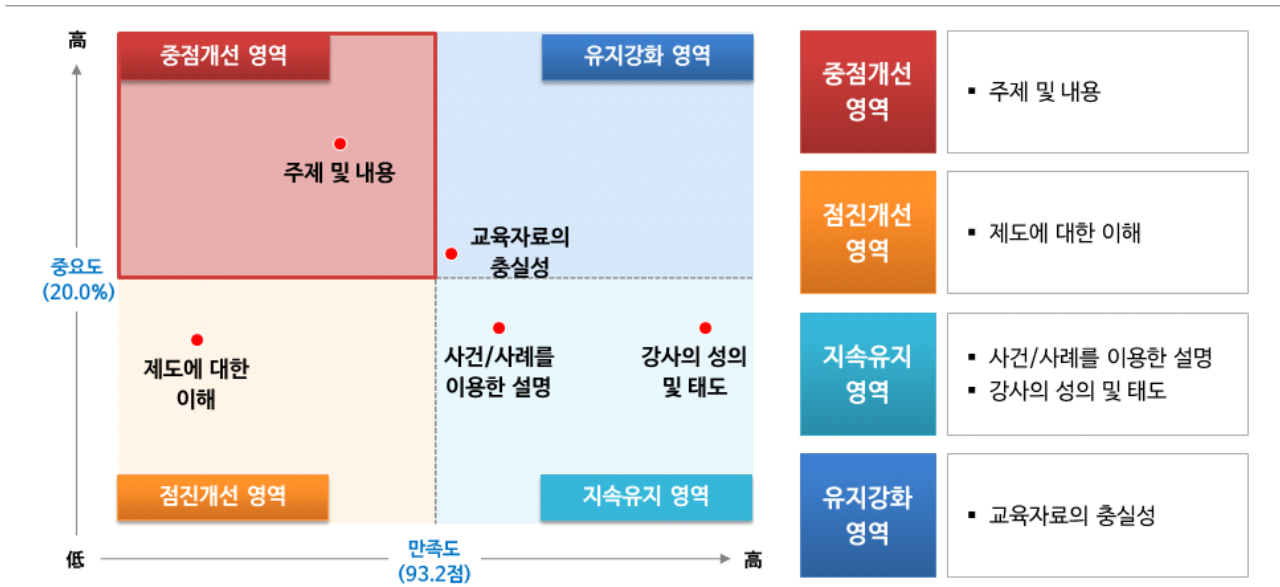 高
중점개선 영역
유지강화 영역
주제 및 내용
교육자료의
충실성
중요도
(20.0%)
제도에 대한
이해
사건/사례를
이용한 설명
강사의 성의
및 태도
점진개선 영역
지속유지 영역
低
만족도
(93.2점)
高
중점개선
영역
▪ 주제 및 내용
점진개선
영역
▪ 제도에 대한 이해
지속유지
영역
▪ 사건/사례를 이용한 설명
▪ 강사의 성의 및 태도
유지강화
영역
▪ 교육자료의 충실성